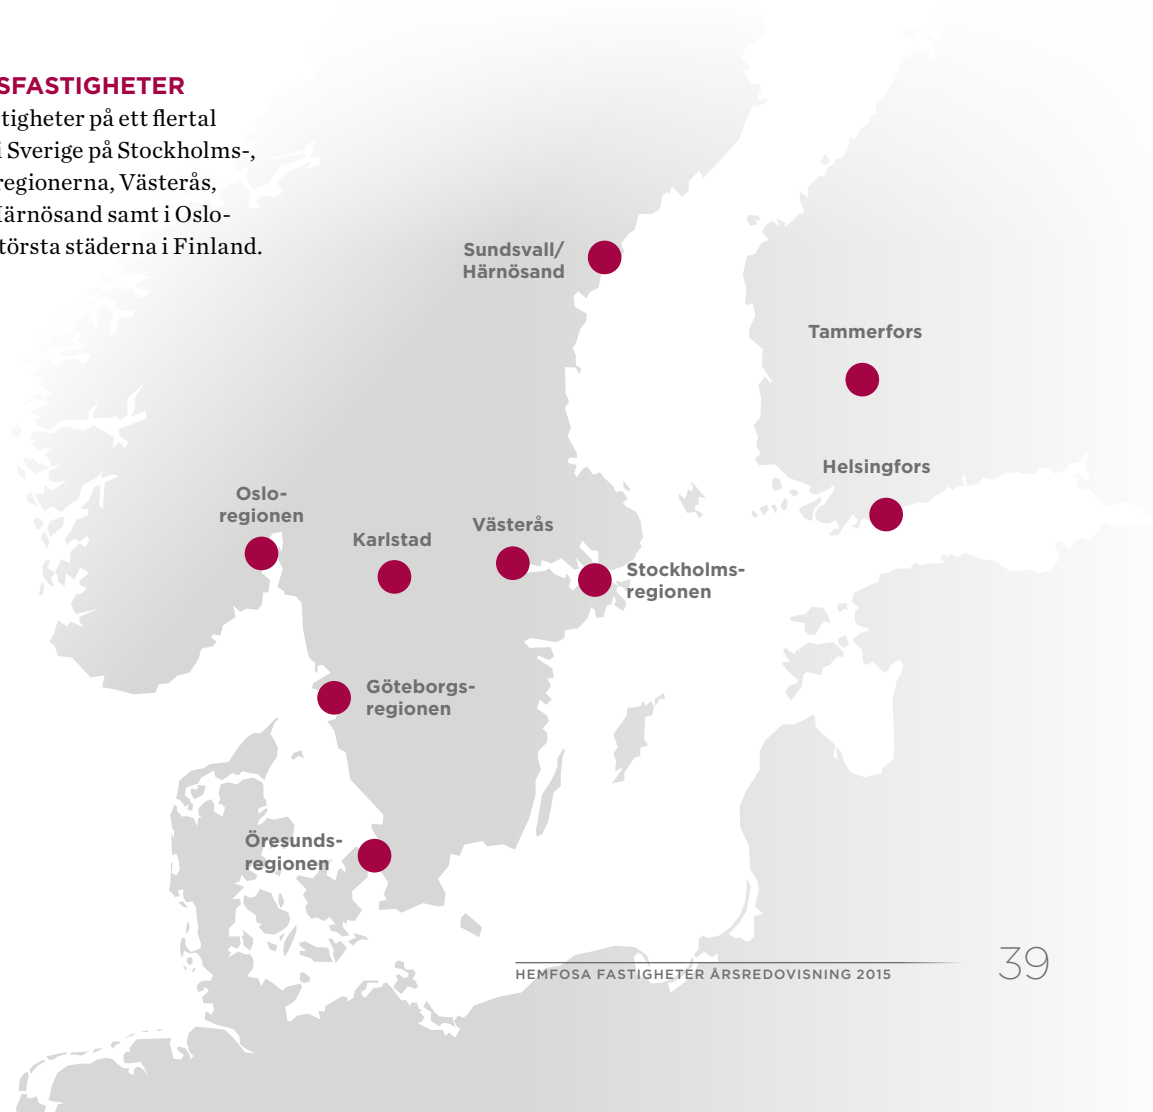 SFASTIGHETER
tigheter på ett flertal
i Sverige på Stockholms-,
regionerna, Västerås,
Härnösand samt i Oslo-
törsta städerna i Finland.
Sundsvall/
Härnösand
Tammerfors
Helsingfors
Oslo-
regionen
Karlstad
Västerås
Stockholms-
regionen
Göteborgs-
regionen
Öresunds-
regionen
HEMFOSA FASTIGHETER ÅRSREDOVISNING 2015
39